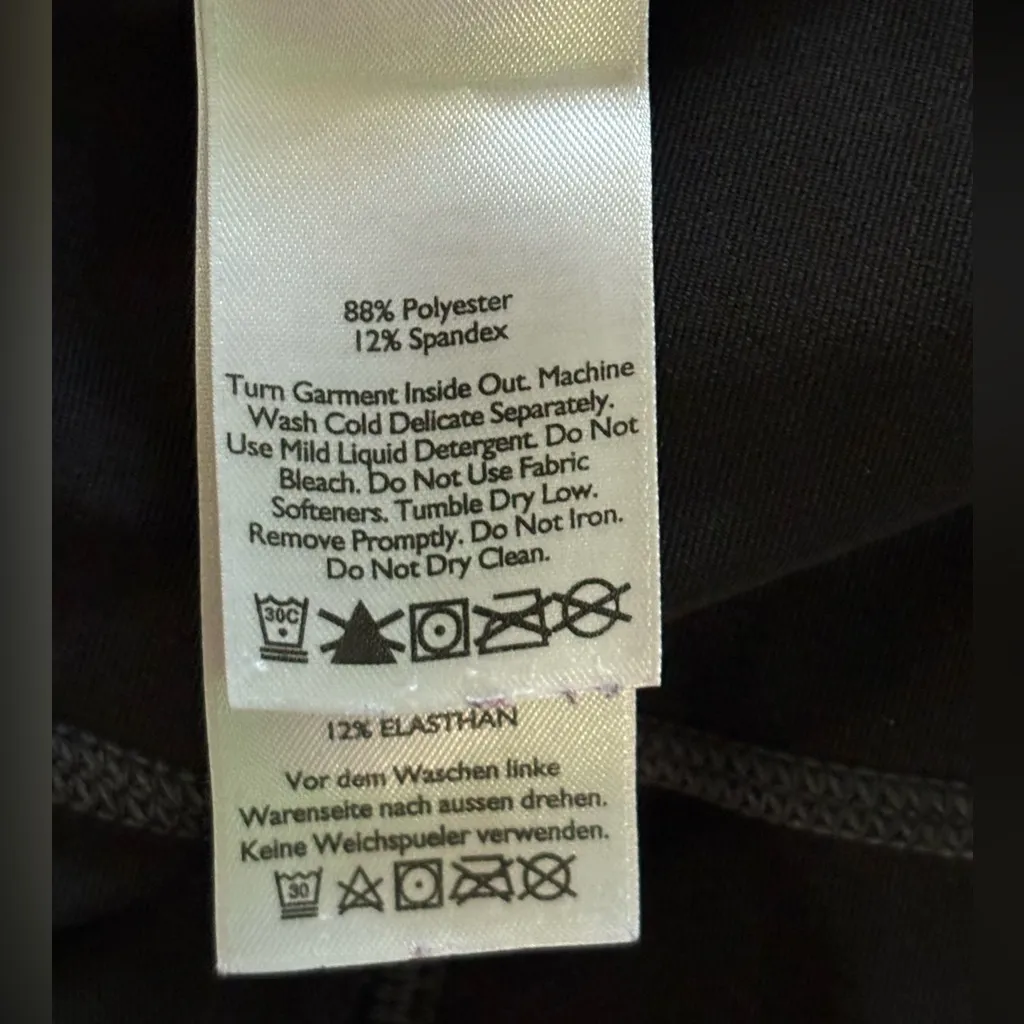 88% Polyester
12% Spandex
Turn Garment Inside Out. Machine
Wash Cold Delicate Separately.
Use Mild Liquid Detergent. Do Not
Bleach. Do Not Use Fabric
Softeners. Tumble Dry Low.
Remove Promptly. Do Not Iron.
Do Not Dry Clean.
30C
12% ELASTHAN
Vor dem Waschen linke
Warenseite nach aussen drehen.
Keine Weichspueler verwenden.
30